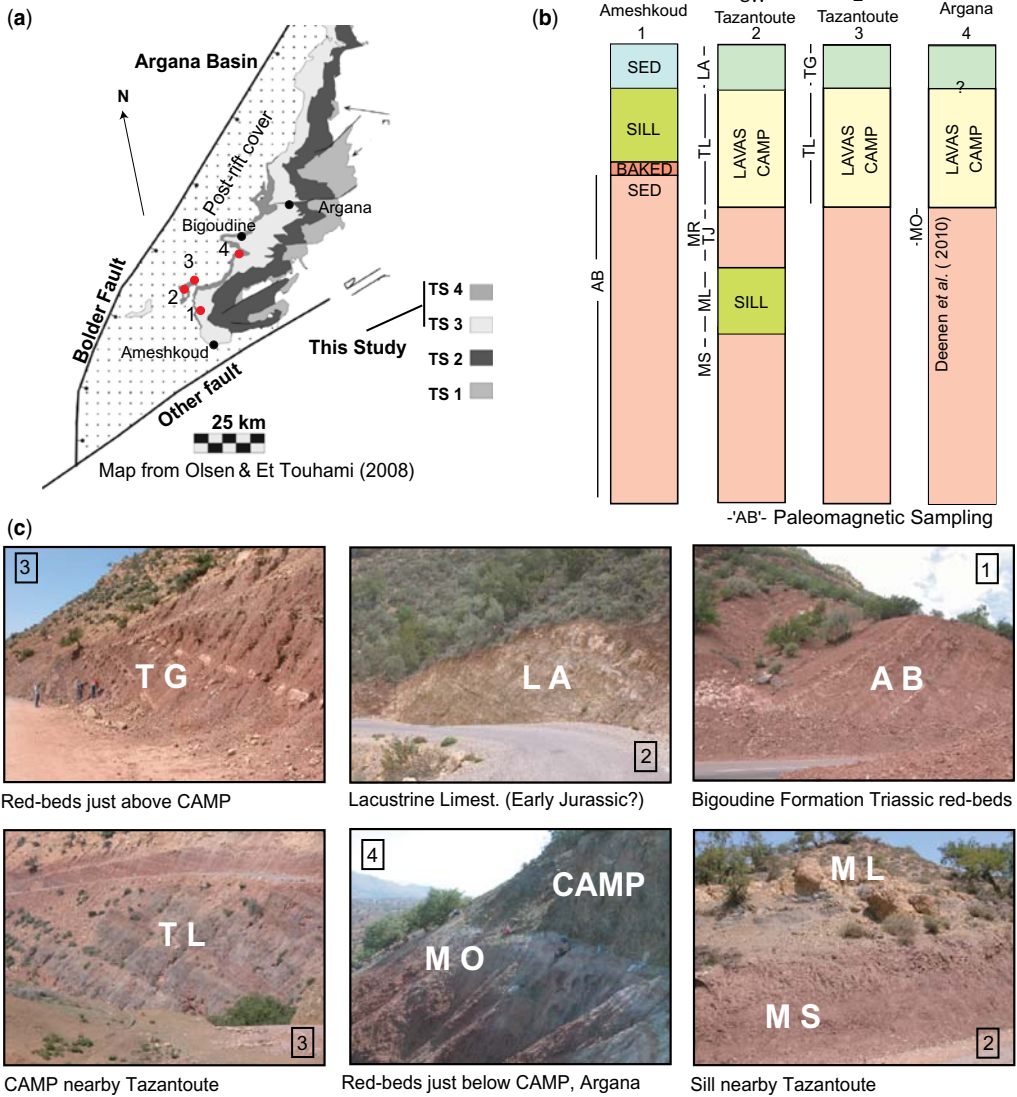 (a)
Argana Basin
N
Post-rift cover
Argana
Bigoudine
4
3
2
1
Bolder Fault
Ameshkoud
Other fault
This Study
TS 4
TS 3
TS 2
TS 1
25 km
Map from Olsen & Et Touhami (2008)
(b)
Ameshkoud
1
Tazantoute
2
Tazantoute
3
Argana
4
SED
SILL
BAKED
SED
AB
LA
TL
MR
TJ
ML
MS
LAVAS
CAMP
SILL
TG
TL
LAVAS
CAMP
?
LAVAS
CAMP
-MO-
Deenen et al. ( 2010)
-'AB'- Paleomagnetic Sampling
(c)
3
T G
Red-beds just above CAMP
L A
2
Lacustrine Limest. (Early Jurassic?)
1
A B
Bigoudine Formation Triassic red-beds
T L
3
CAMP nearby Tazantoute
4
CAMP
M O
Red-beds just below CAMP, Argana
M L
M S
2
Sill nearby Tazantoute